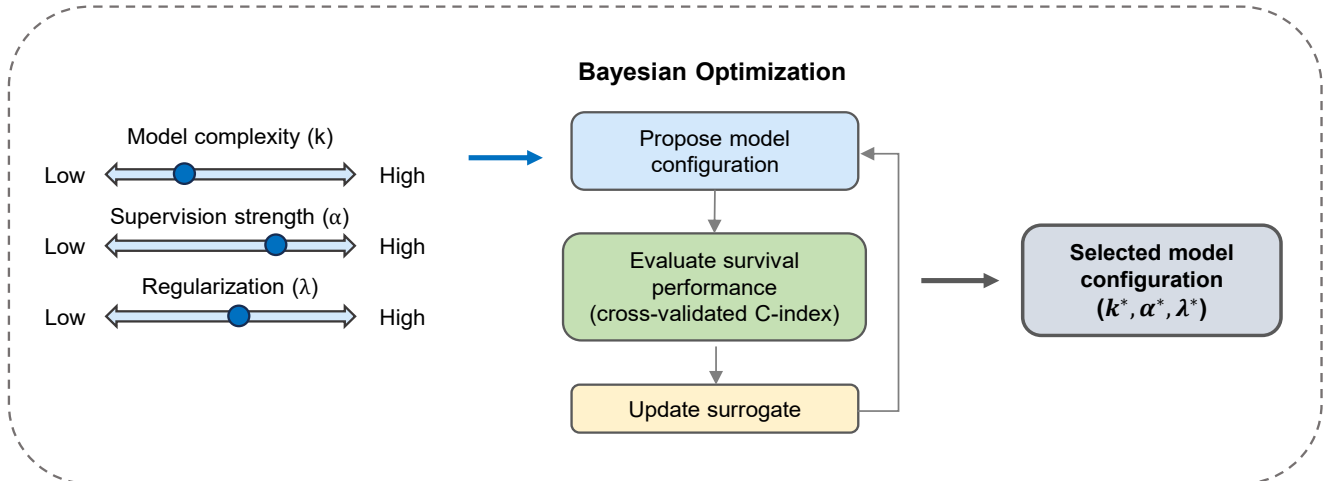 Bayesian Optimization
Model complexity (k)
Low High
Supervision strength (α)
Low High
Regularization (λ)
Low High
Propose model
configuration
Evaluate survival
performance
(cross-validated C-index)
Update surrogate
Selected model
configuration
(k*, α*, λ*)